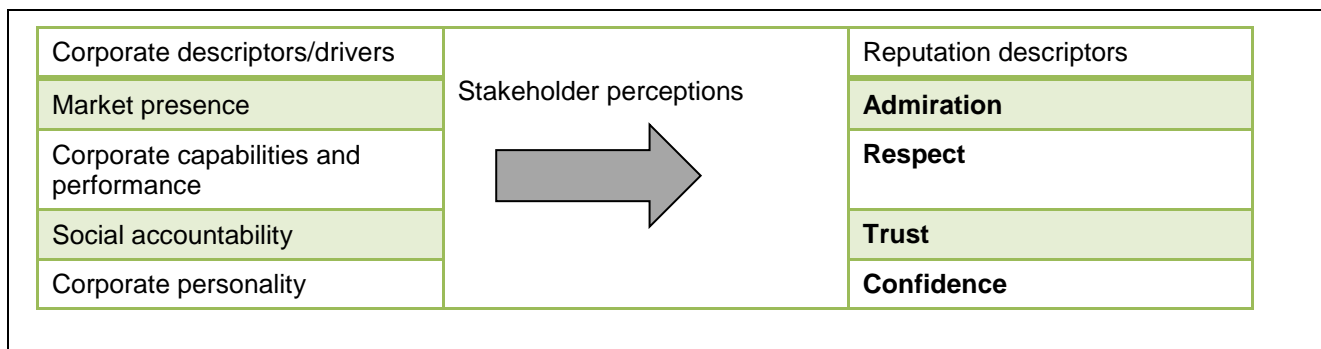 Corporate descriptors/drivers
Stakeholder perceptions
Reputation descriptors
Market presence
Admiration
Corporate capabilities and
performance
Respect
Social accountability
Trust
Corporate personality
Confidence